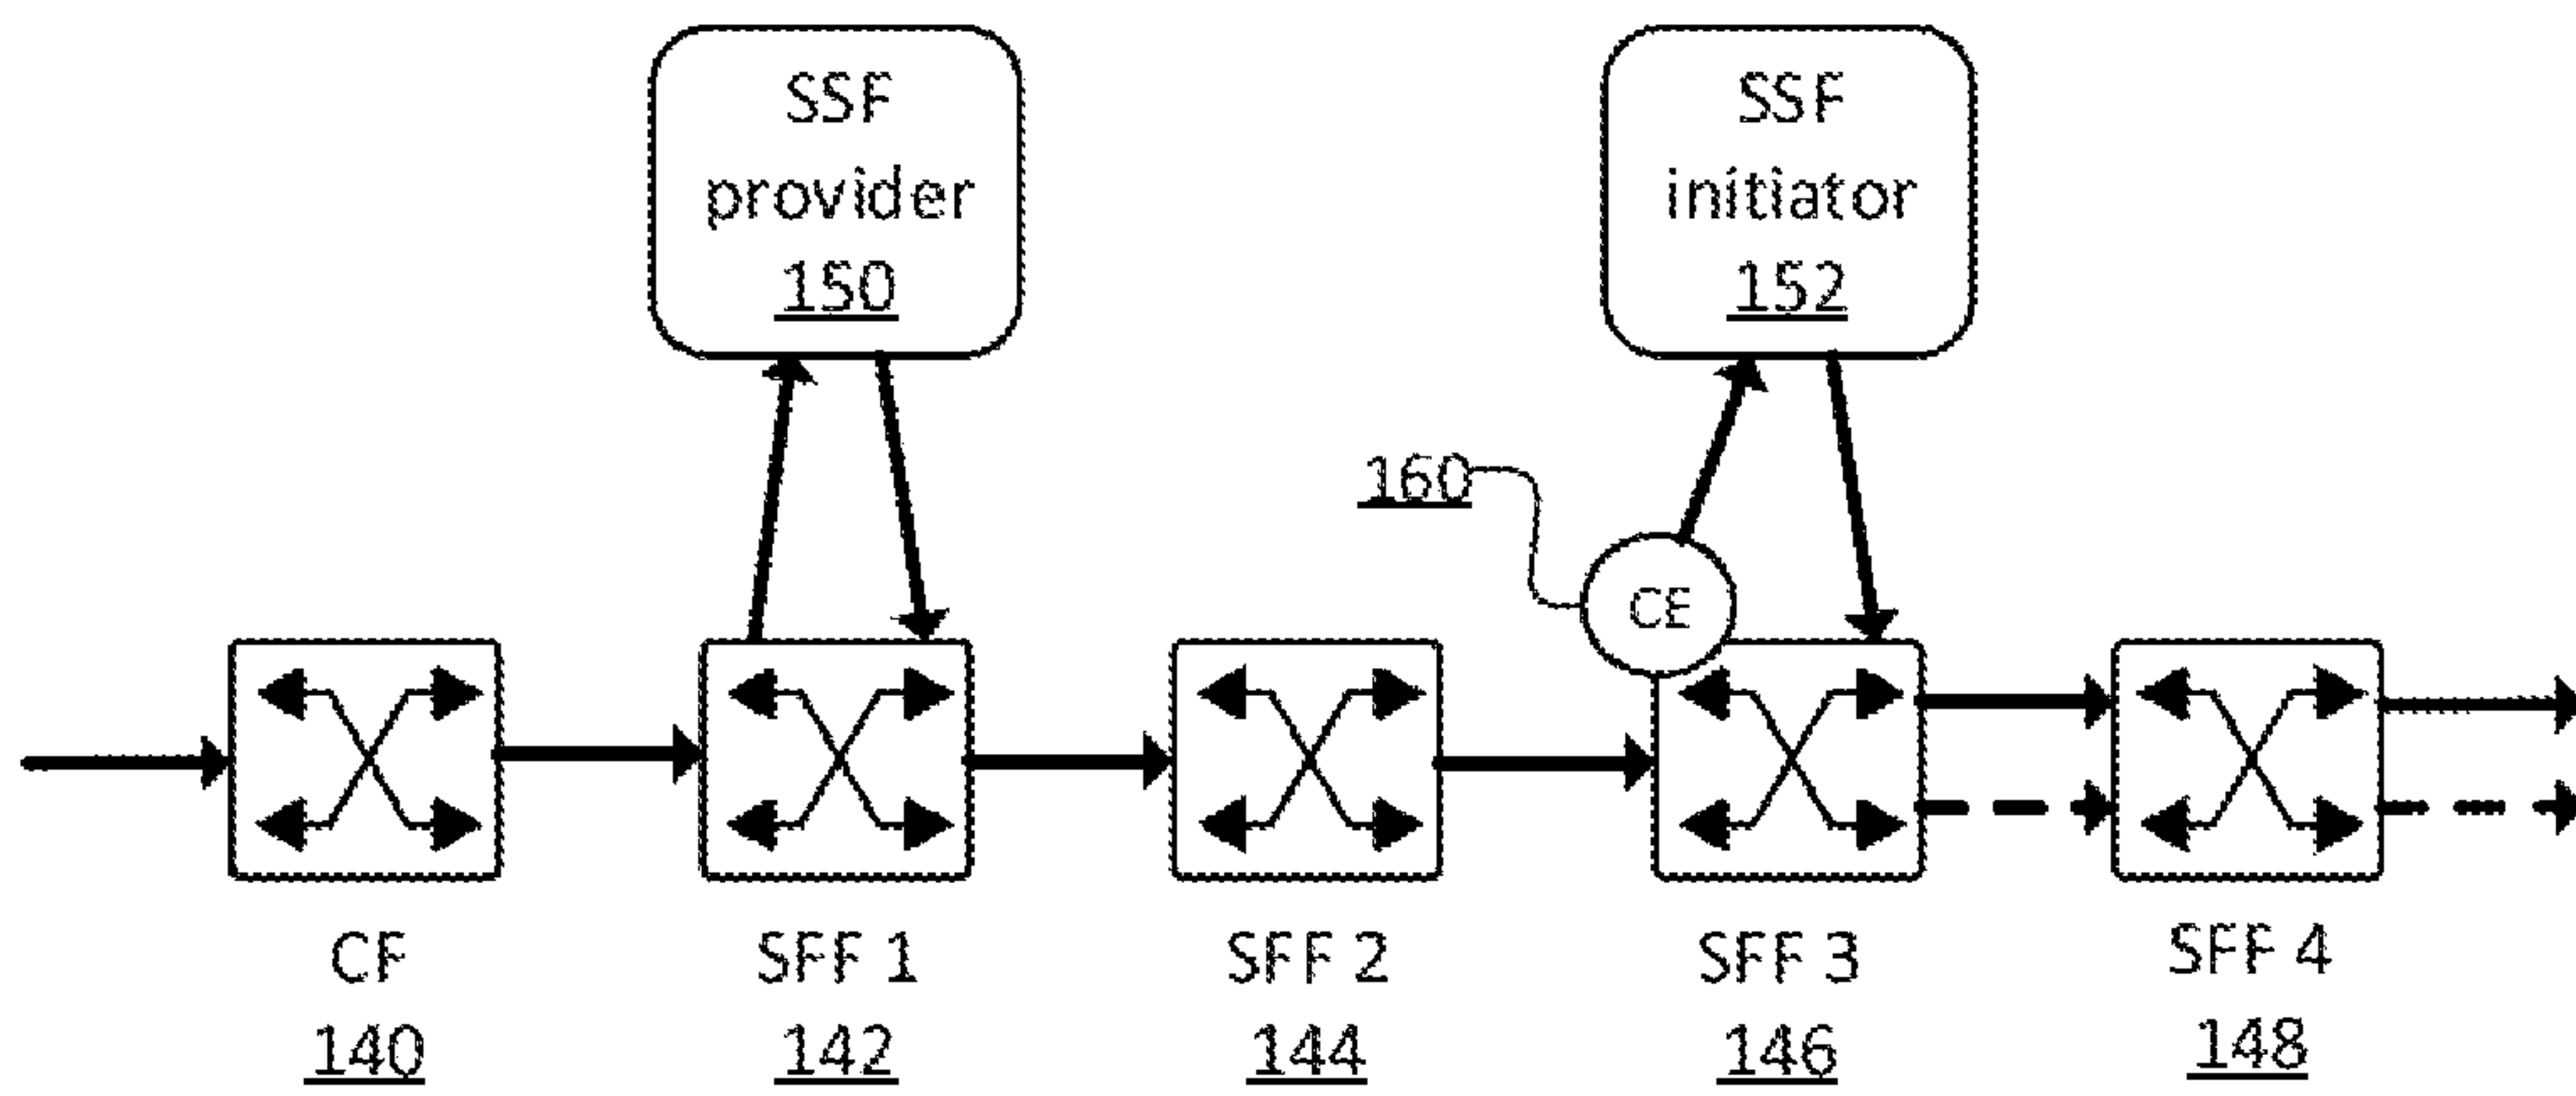 SSF
provider
150
SSF
initiator
152
160
CE
CF
140
SFF 1
142
SFF 2
144
SFF 3
146
SFF 4
148